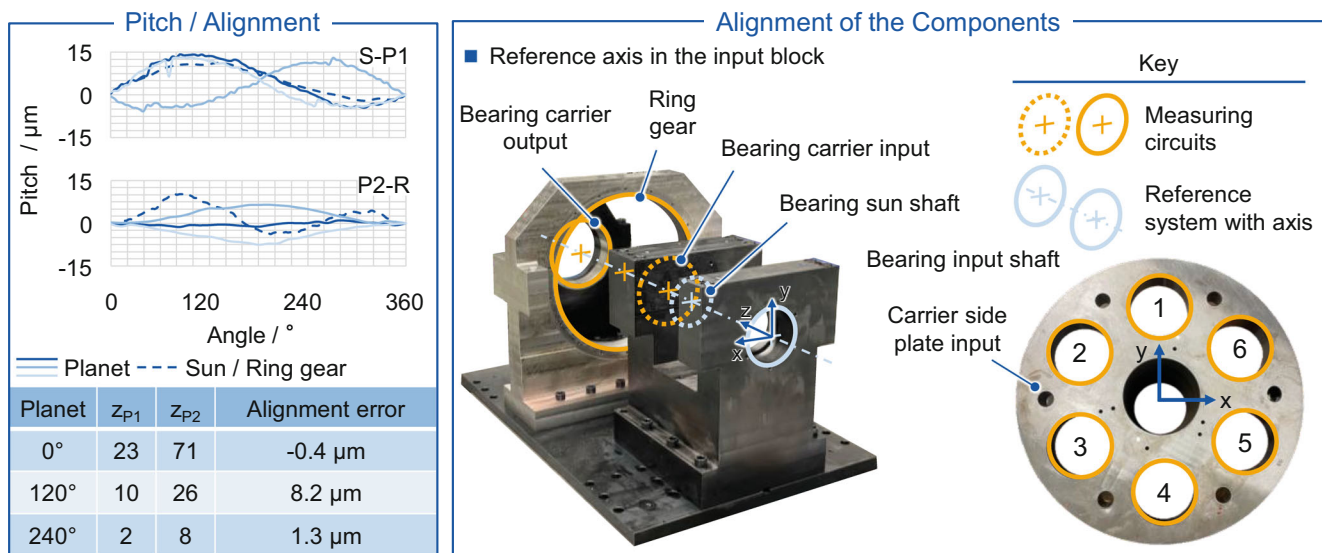 Pitch / Alignment
15
0
-15
S-P1
15
0
-15
P2-R
Pitch / µm
0
120
240
360
Angle / °
Planet
Sun / Ring gear
Planet zP1 zP2 Alignment error
0° 23 71 -0.4 µm
120° 10 26 8.2 µm
240° 2 8 1.3 µm
Alignment of the Components
Reference axis in the input block
Bearing carrier
output
Ring
gear
Bearing carrier input
Bearing sun shaft
Bearing input shaft
y
z
x
Key
Measuring
circuits
Reference
system with axis
Carrier side
plate input
1
2
6
y
x
3
5
4